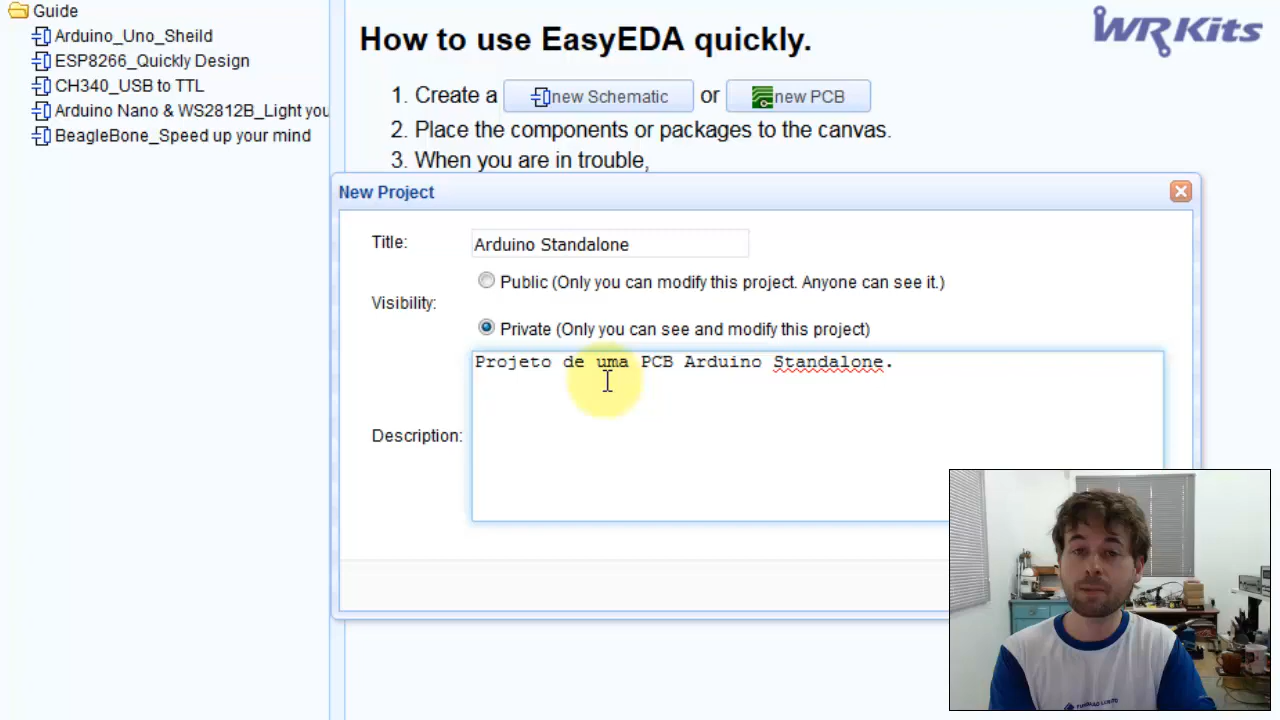 Guide
Arduino_Uno_Sheild
ESP8266_Quickly Design
CH340_USB to TTL
Arduino Nano & WS2812B_Light you
BeagleBone_Speed up your mind
How to use EasyEDA quickly.
WR Kits
1. Create a new Schematic or new PCB
2. Place the components or packages to the canvas.
3. When you are in trouble,
New Project
Title: Arduino Standalone
Public (Only you can modify this project. Anyone can see it.)
Visibility:
Private (Only you can see and modify this project)
Projeto de uma PCB Arduino Standalone.
Description: